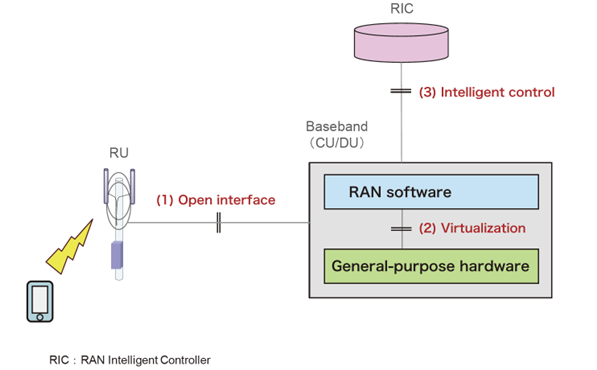 RIC
(3) Intelligent control
Baseband
（CU/DU）
RU
(1) Open interface
RAN software
(2) Virtualization
General-purpose hardware
RIC : RAN Intelligent Controller